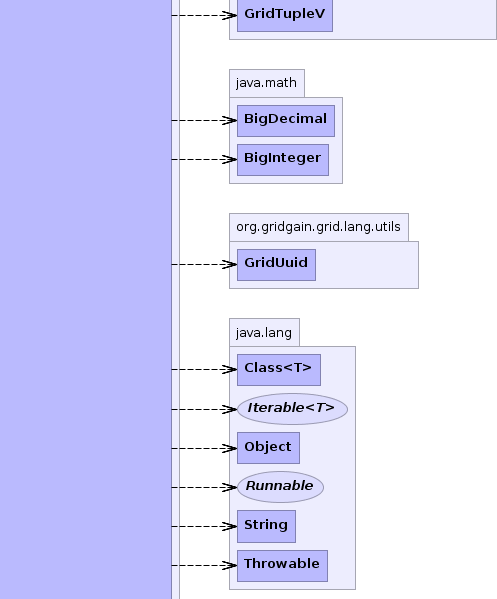 GridTupleV
java.math
BigDecimal
BigInteger
org.gridgain.grid.lang.utils
GridUuid
java.lang
Class<T>
Iterable<T>
Object
Runnable
String
Throwable